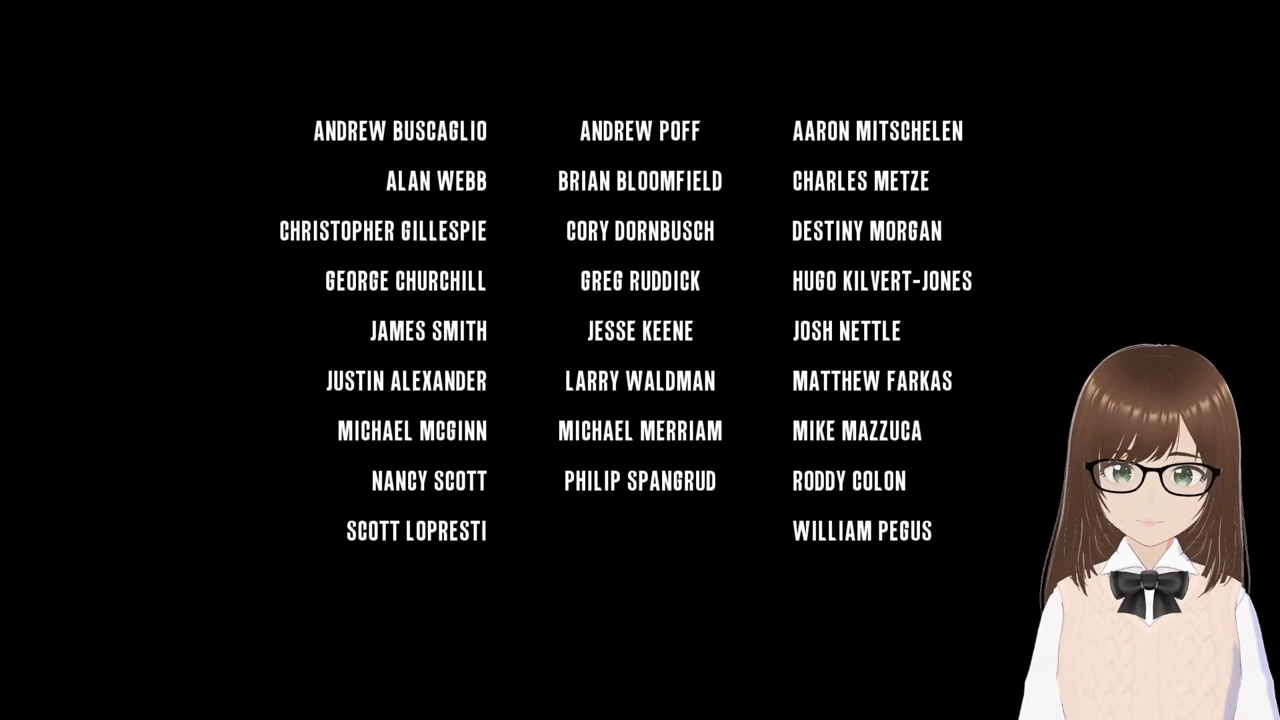 ANDREW BUSCAGLIO ANDREW POFF AARON MITSCHELEN
ALAN WEBB BRIAN BLOOMFIELD CHARLES METZE
CHRISTOPHER GILLESPIE CORY DORNBUSCH DESTINY MORGAN
GEORGE CHURCHILL GREG RUDDICK HUGO KILVERT-JONES
JAMES SMITH JESSE KEENE JOSH NETTLE
JUSTIN ALEXANDER LARRY WALDMAN MATTHEW FARKAS
MICHAEL MCGINN MICHAEL MERRIAM MIKE MAZZUCA
NANCY SCOTT PHILIP SPANGRUD RODDY COLON
SCOTT LOPRESTI WILLIAM PEGUS